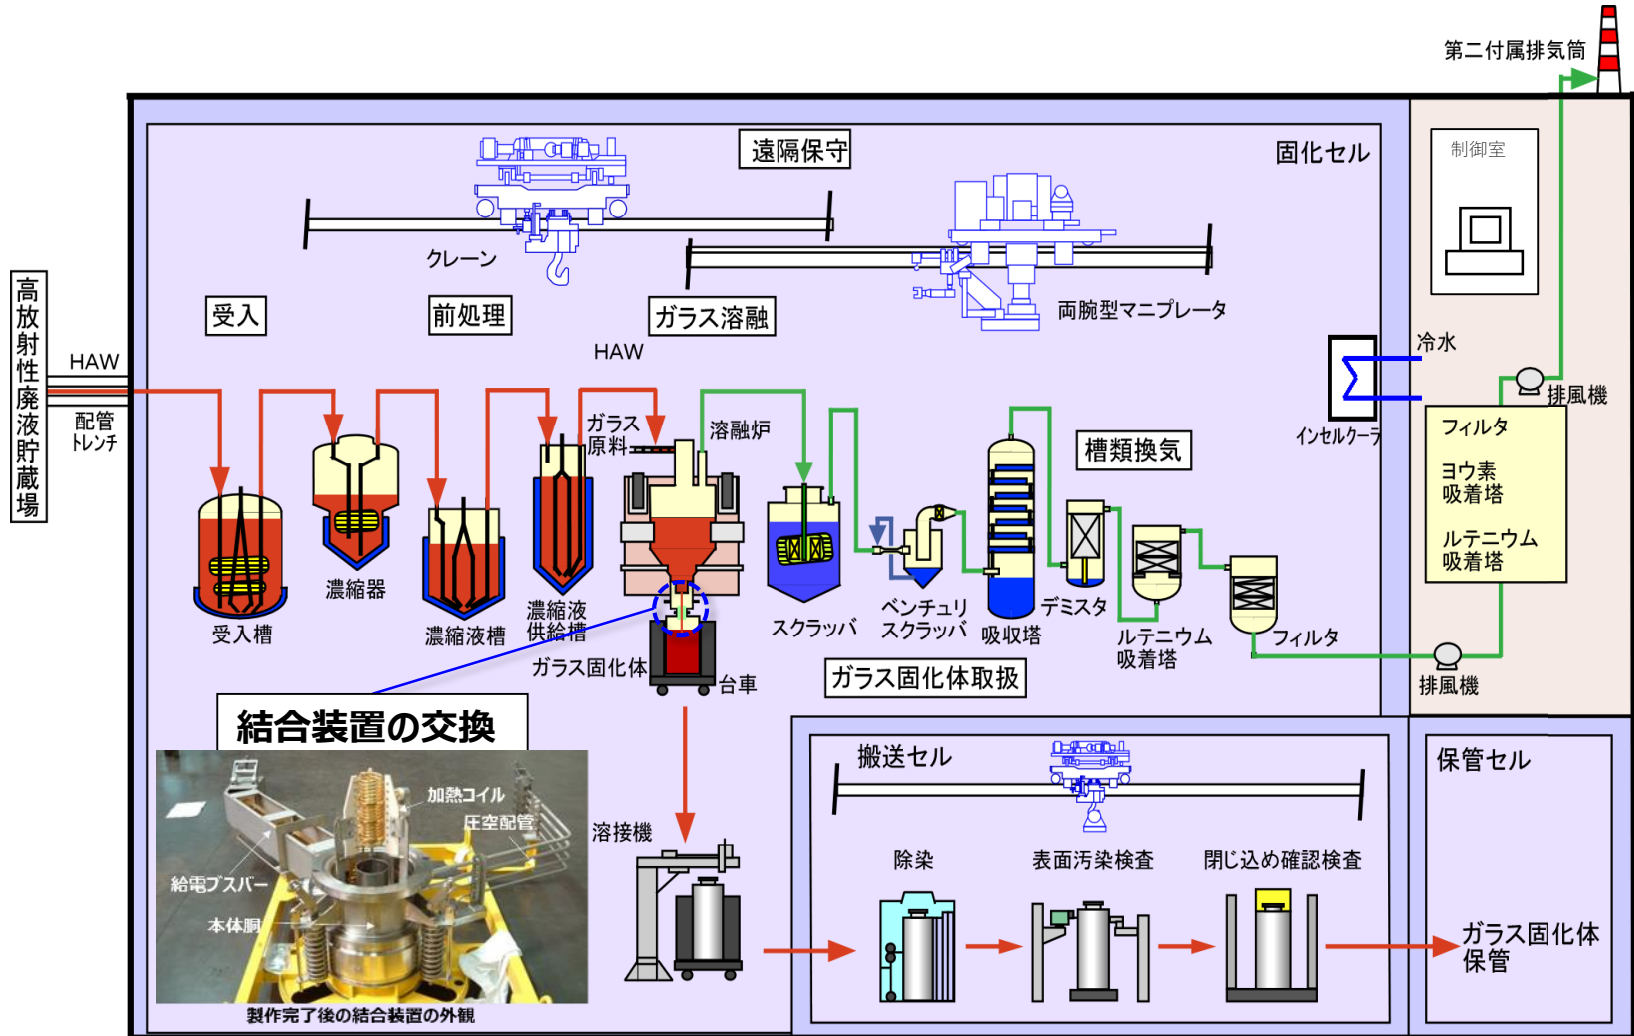 第二付属排気筒
遠隔保守
固化セル
制御室
クレーン
両腕型マニプレータ
高放射性廃液貯蔵場
受入
前処理
ガラス溶融
HAW
HAW
配管
トレンチ
冷水
インセルクーラ
排風機
フィルタ
ヨウ素
吸着塔
ルテニウム
吸着塔
ガラス
原料
溶融炉
槽類換気
受入槽
濃縮器
濃縮液槽
濃縮液
供給槽
スクラッバ
ベンチュリ
スクラッバ
吸収塔
デミスタ
ルテニウム
吸着塔
フィルタ
排風機
ガラス固化体
台車
ガラス固化体取扱
結合装置の交換
加熱コイル
圧空配管
給電ブスバー
本体胴
製作完了後の結合装置の外観
溶接機
搬送セル
除染
表面汚染検査
閉じ込め確認検査
保管セル
ガラス固化体
保管